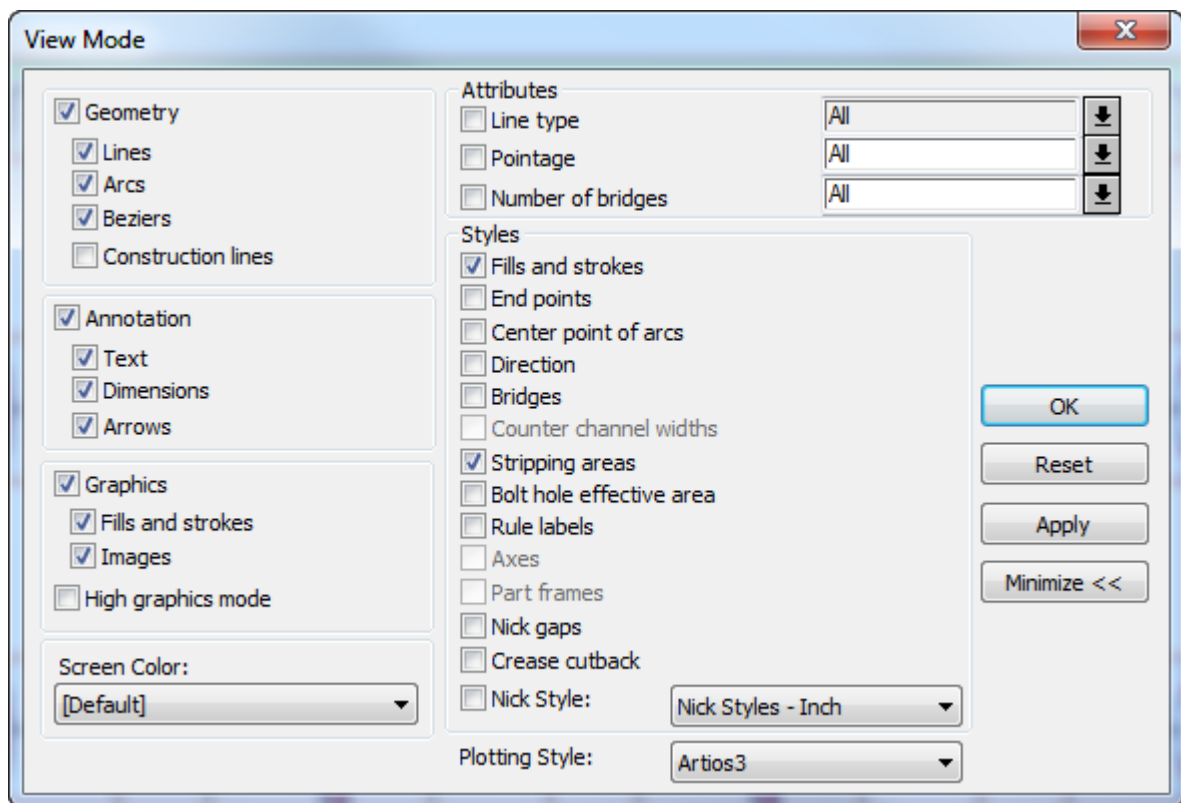 View Mode
Geometry
Lines
Arcs
Beziers
Construction lines
Annotation
Text
Dimensions
Arrows
Graphics
Fills and strokes
Images
High graphics mode
Screen Color:
[Default]
Attributes
Line type All
Pointage All
Number of bridges All
Styles
Fills and strokes
End points
Center point of arcs
Direction
Bridges
Counter channel widths
Stripping areas
Bolt hole effective area
Rule labels
Axes
Part frames
Nick gaps
Crease cutback
Nick Style: Nick Styles - Inch
Plotting Style: Artios3
OK
Reset
Apply
Minimize <<